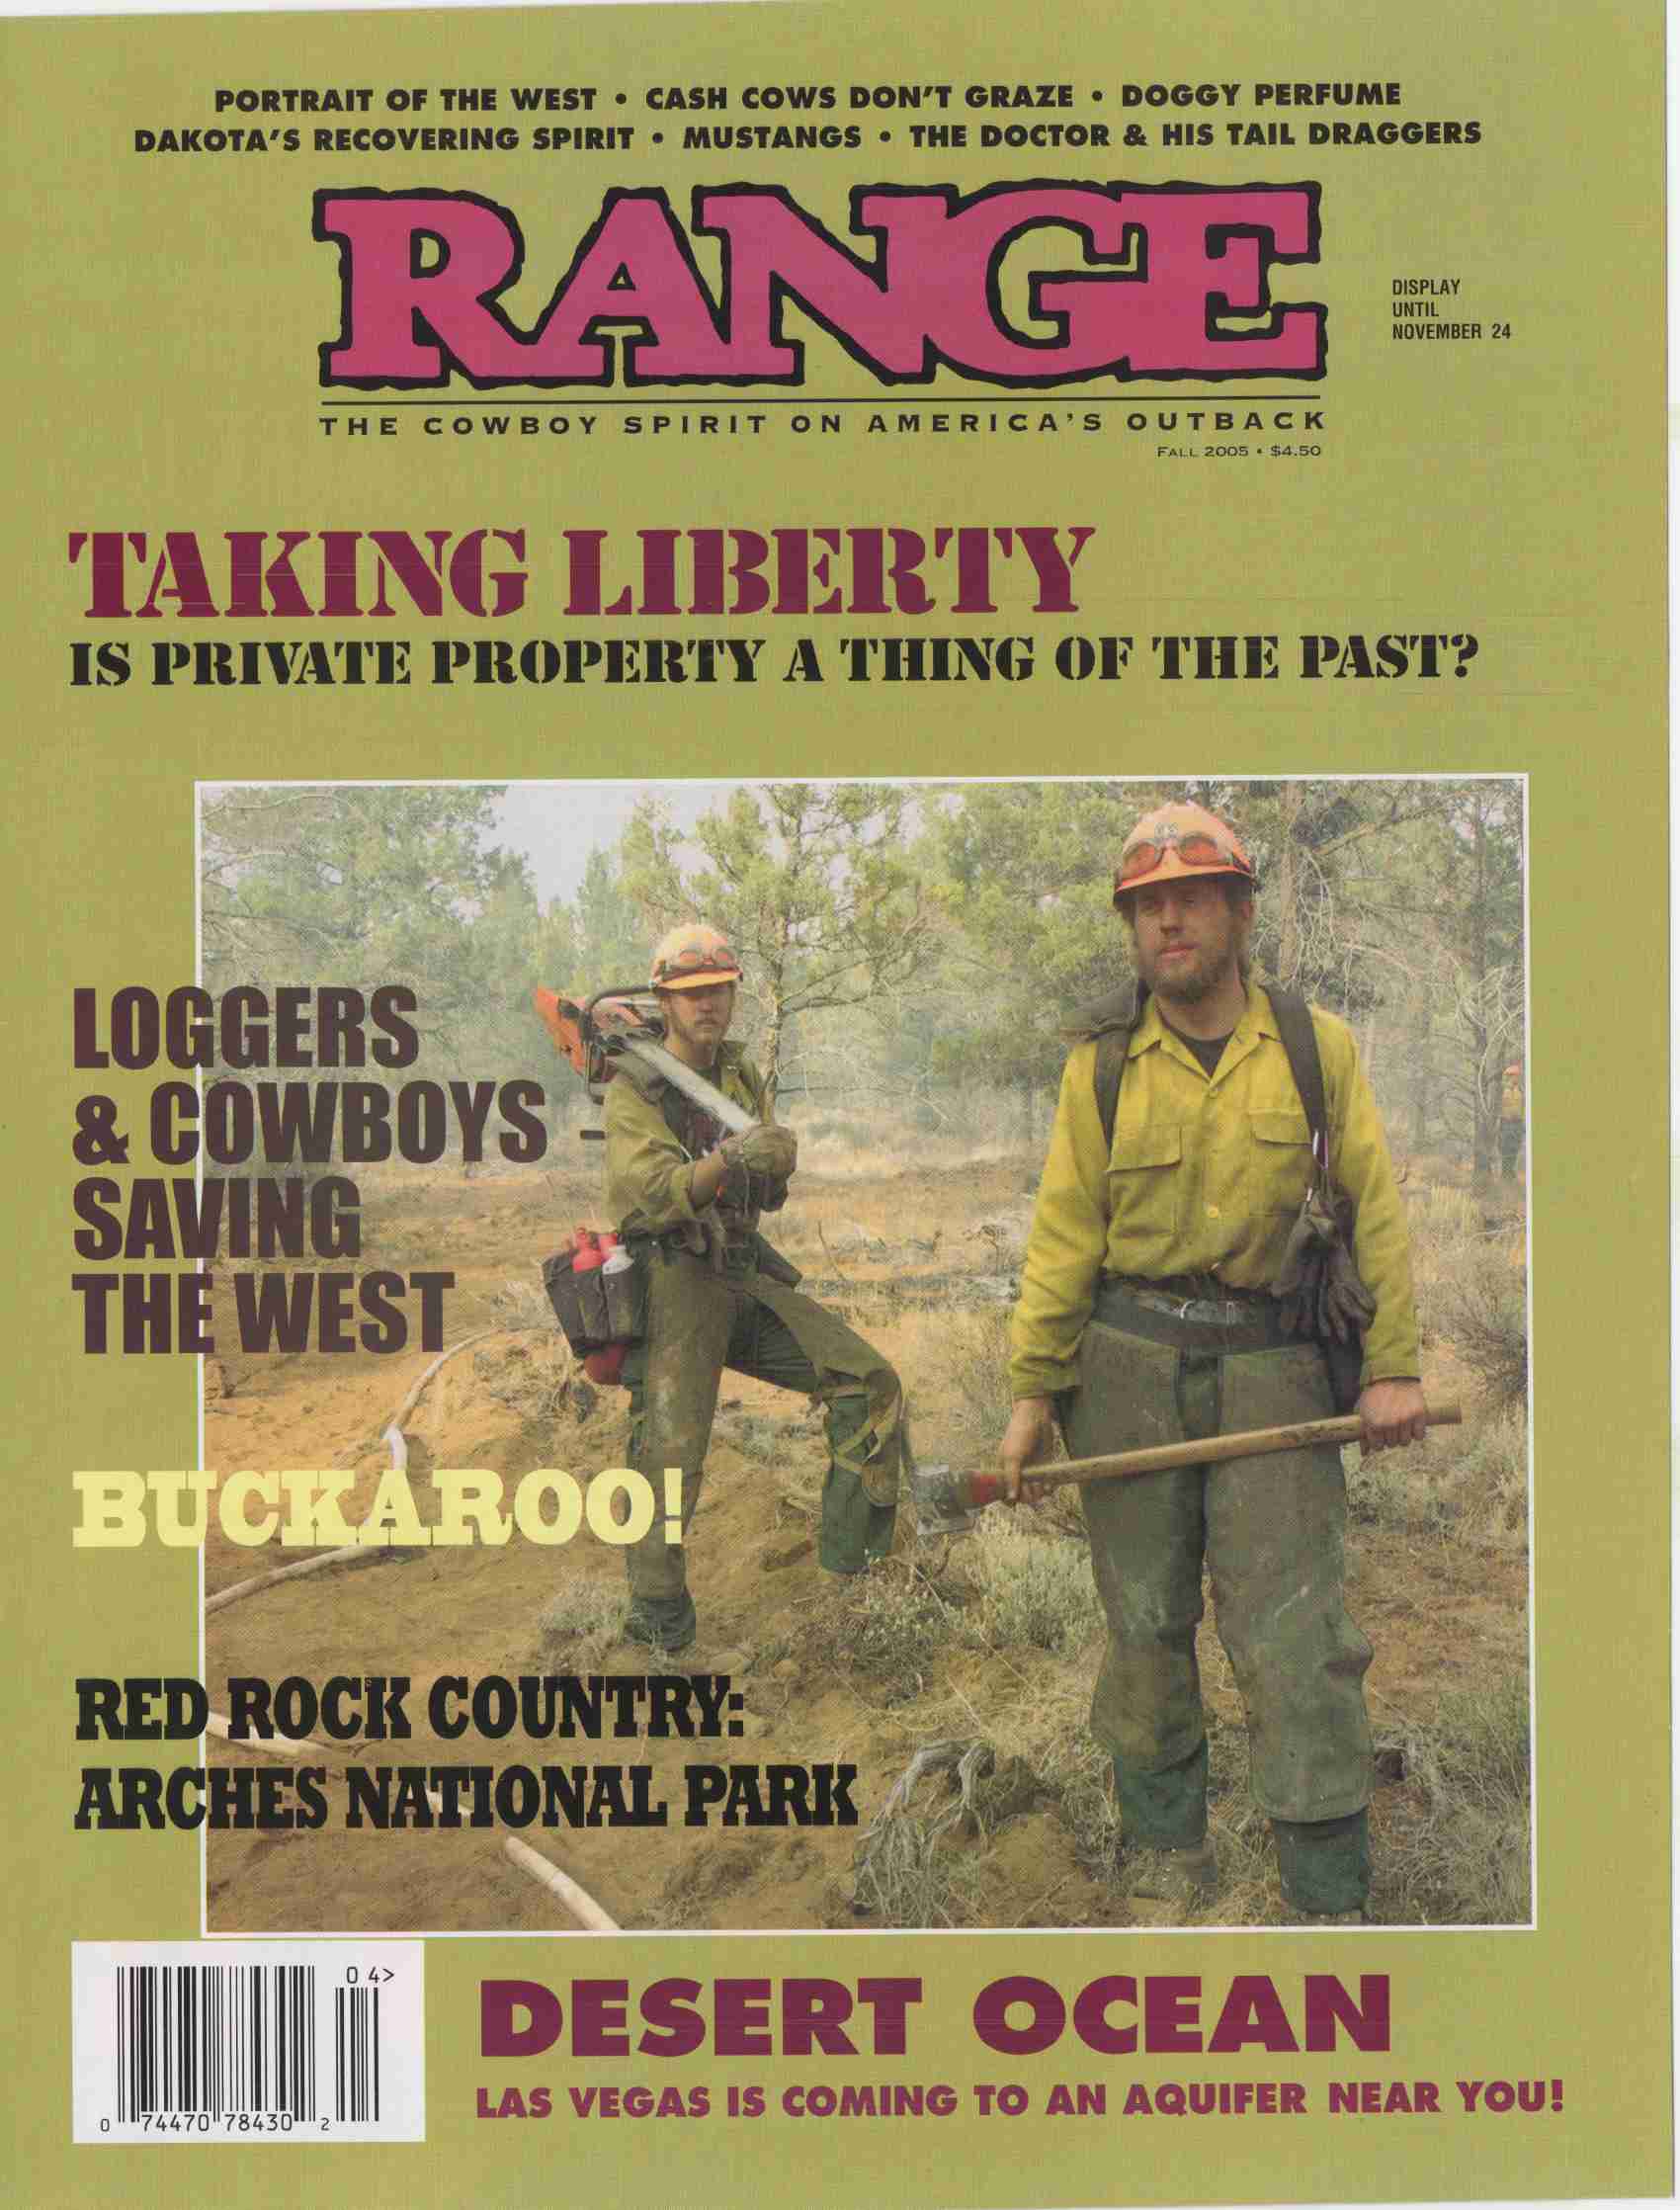 PORTRAIT OF THE WEST • CASH COWS DON'T GRAZE • DOGGY PERFUME
DAKOTA'S RECOVERING SPIRIT • MUSTANGS • THE DOCTOR & HIS TAIL DRAGGERS
RANGE
DISPLAY
UNTIL
NOVEMBER 24
THE COWBOY SPIRIT ON AMERICA'S OUTBACK
FALL 2005 • $4.50
TAKING LIBERTY
IS PRIVATE PROPERTY A THING OF THE PAST?
LOGGERS
& COWBOYS
SAVING
THE WEST
BUCKAROO!
RED ROCK COUNTRY:
ARCHES NATIONAL PARK
04>
0 74470 78430 2
DESERT OCEAN
LAS VEGAS IS COMING TO AN AQUIFER NEAR YOU!